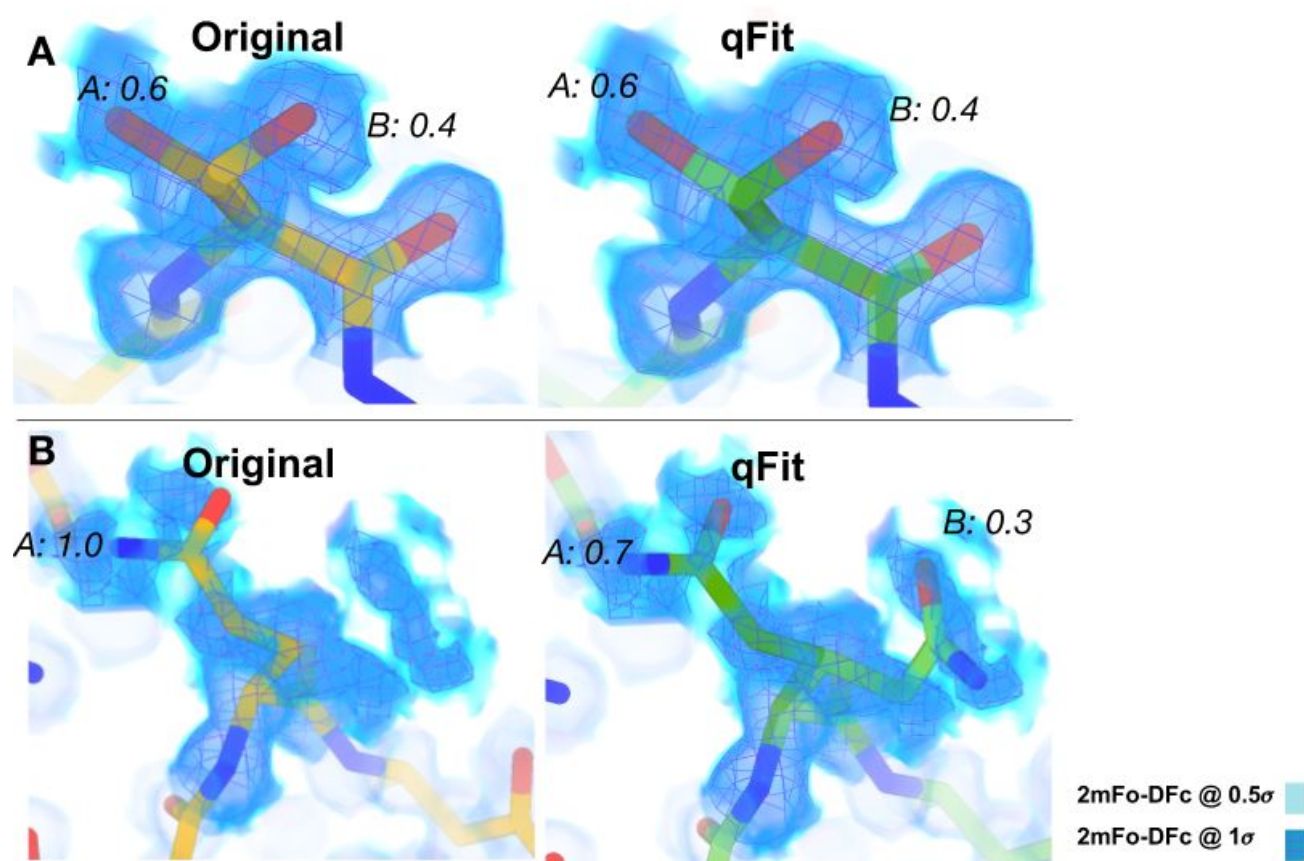 A
Original
qFit
A: 0.6
B: 0.4
A: 0.6
B: 0.4
B
Original
qFit
A: 1.0
A: 0.7
B: 0.3
2mFo-DFc @ 0.5σ
2mFo-DFc @ 1σ